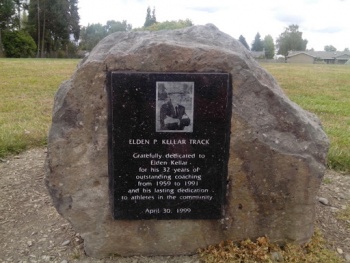 ELDEN P. KELLAR TRACK
Gratefully dedicated to
Elden Kellar
for his 32 years of
outstanding coaching
from 1959 to 1991
and his lasting dedication
to athletes in the community
April 30, 1999